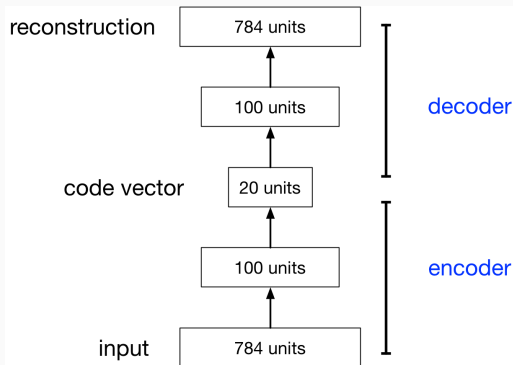 reconstruction
784 units
100 units
decoder
code vector
20 units
100 units
encoder
input
784 units